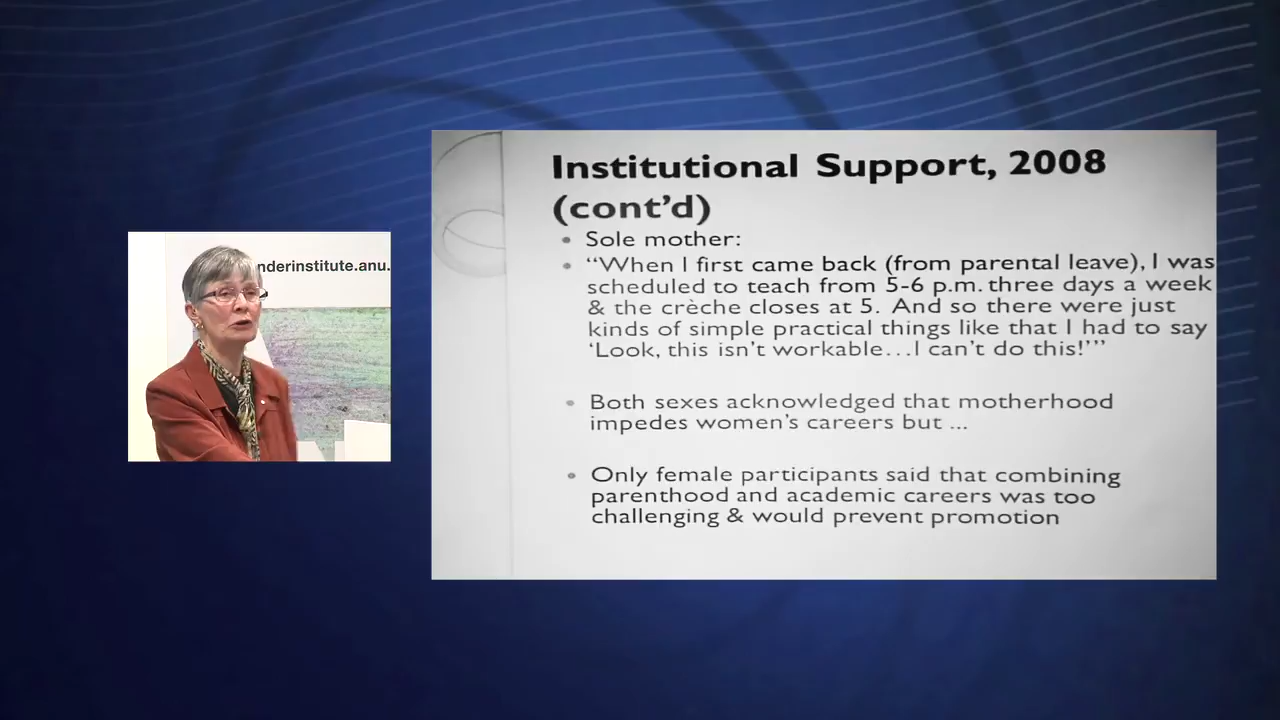 nderinstitute.anu.
Institutional Support, 2008
(cont'd)
• Sole mother:
• “When I first came back (from parental leave), I was
scheduled to teach from 5-6 p.m. three days a week
& the crèche closes at 5. And so there were just
kinds of simple practical things like that I had to say
‘Look, this isn’t workable…I can’t do this!’”
• Both sexes acknowledged that motherhood
impedes women’s careers but ...
• Only female participants said that combining
parenthood and academic careers was too
challenging & would prevent promotion